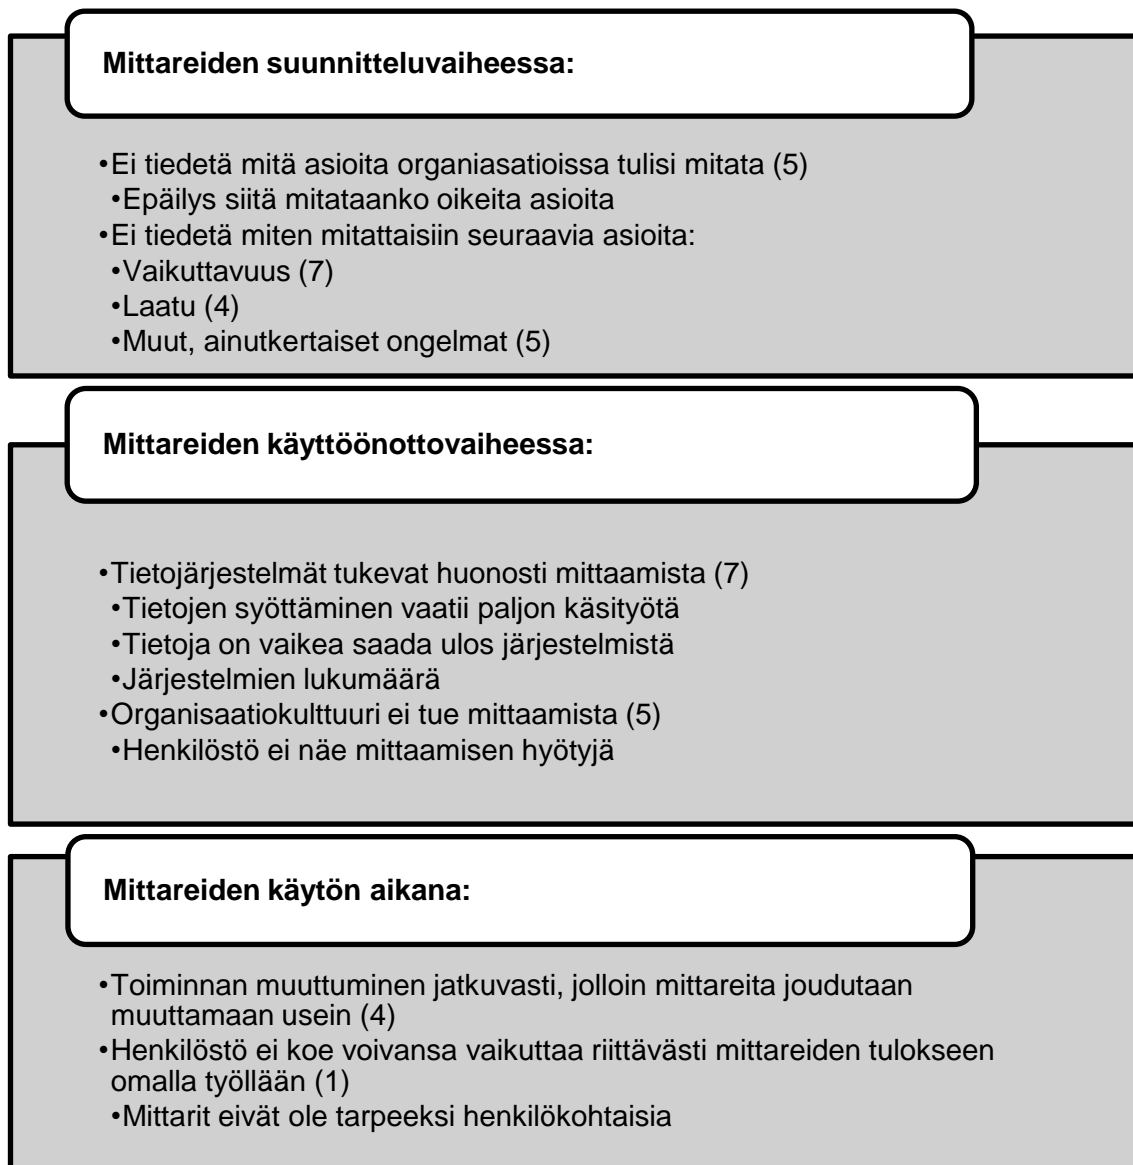 Mittareiden suunnitteluvaiheessa:
•Ei tiedetä mitä asioita organiasatioissa tulisi mitata (5)
•Epäilys siitä mitataanko oikeita asioita
•Ei tiedetä miten mitattaisiin seuraavia asioita:
•Vaikuttavuus (7)
•Laatu (4)
•Muut, ainutkertaiset ongelmat (5)
Mittareiden käyttöönottovaiheessa:
•Tietojärjestelmät tukevat huonosti mittaamista (7)
•Tietojen syöttäminen vaatii paljon käsityötä
•Tietoja on vaikea saada ulos järjestelmistä
•Järjestelmien lukumäärä
•Organisaatiokulttuuri ei tue mittaamista (5)
•Henkilöstö ei näe mittaamisen hyötyjä
Mittareiden käytön aikana:
•Toiminnan muuttuminen jatkuvasti, jolloin mittareita joudutaan
muuttamaan usein (4)
•Henkilöstö ei koe voivansa vaikuttaa riittävästi mittareiden tulokseen
omalla työllään (1)
•Mittarit eivät ole tarpeeksi henkilökohtaisia